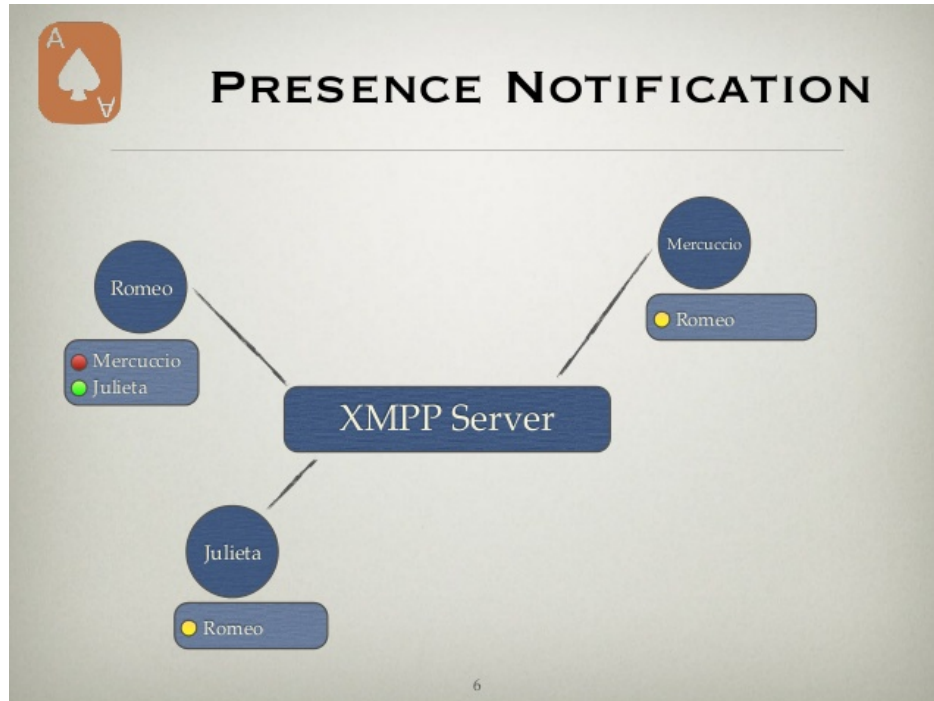 A
A
PRESENCE NOTIFICATION
Romeo
Mercuccio
Julieta
Mercuccio
Romeo
XMPP Server
Julieta
Romeo
6